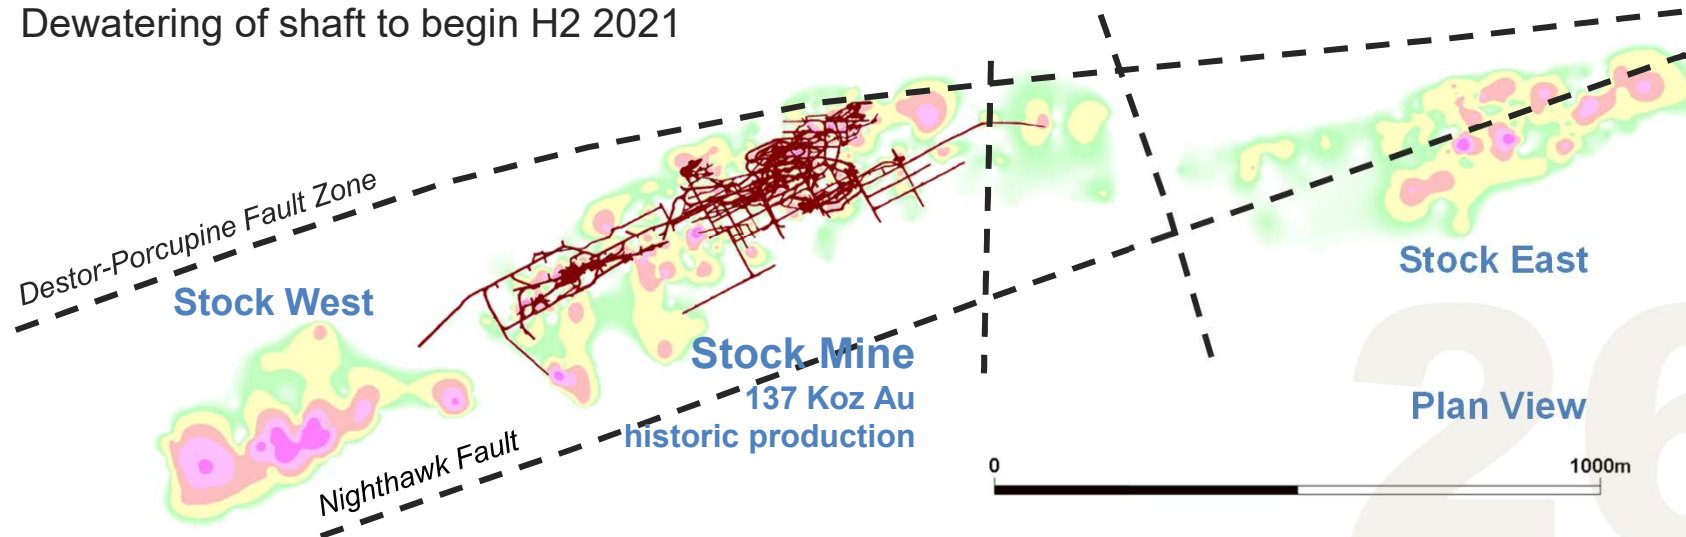 Dewatering of shaft to begin H2 2021
Destor-Porcupine Fault Zone
Stock West
Stock East
Stock Mine
137 Koz Au
historic production
Nighthawk Fault
Plan View
0 1000m
26